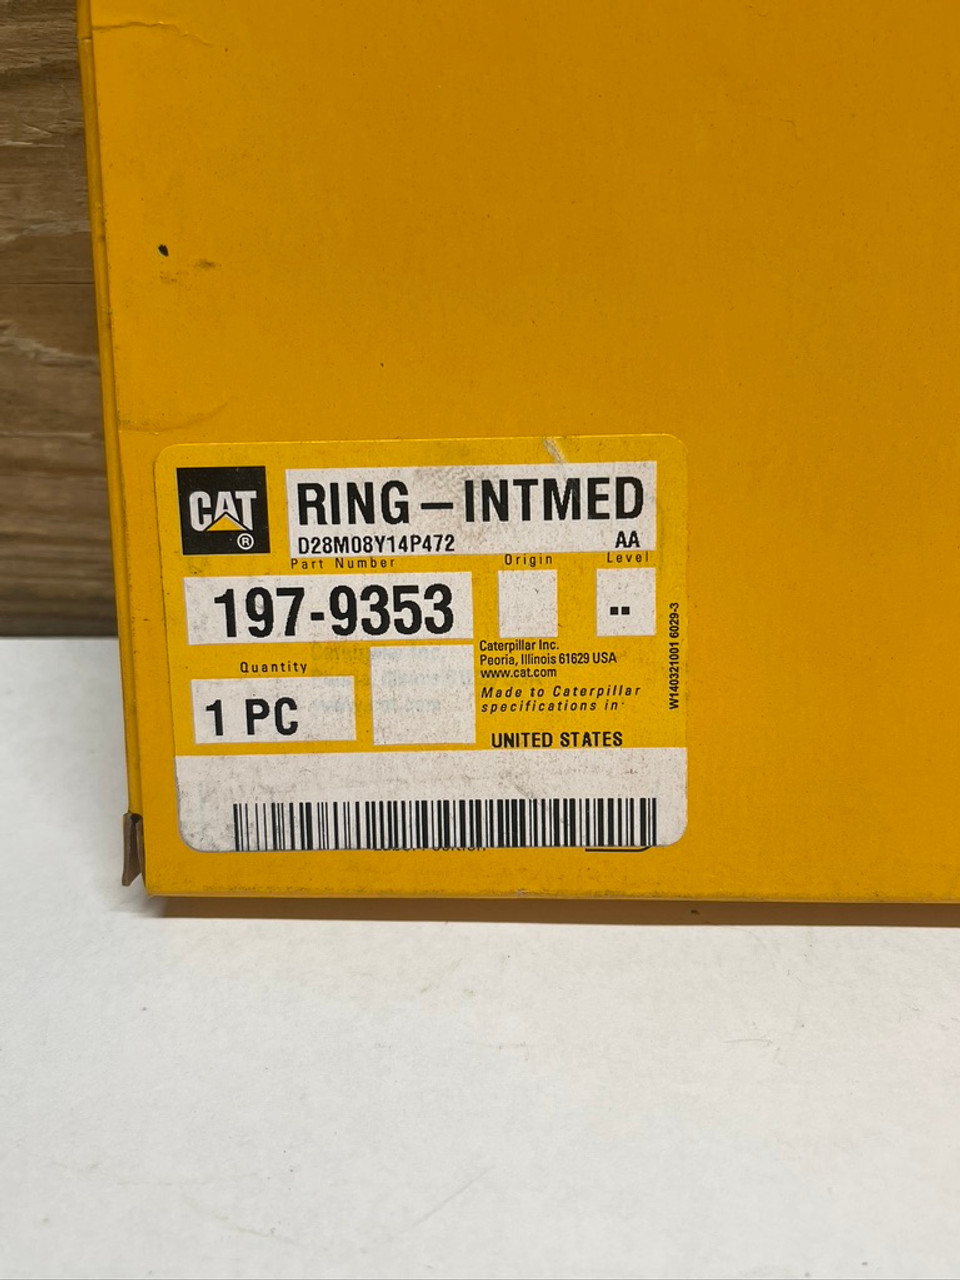 CAT
®
RING – INTMED
D28M08Y14P472 AA
Part Number Origin Level
197-9353 --
Caterpillar Inc.
Peoria, Illinois 61629 USA
www.cat.com
Quantity
1 PC
Made to Caterpillar
specifications in
UNITED STATES
W140321001 6029-3